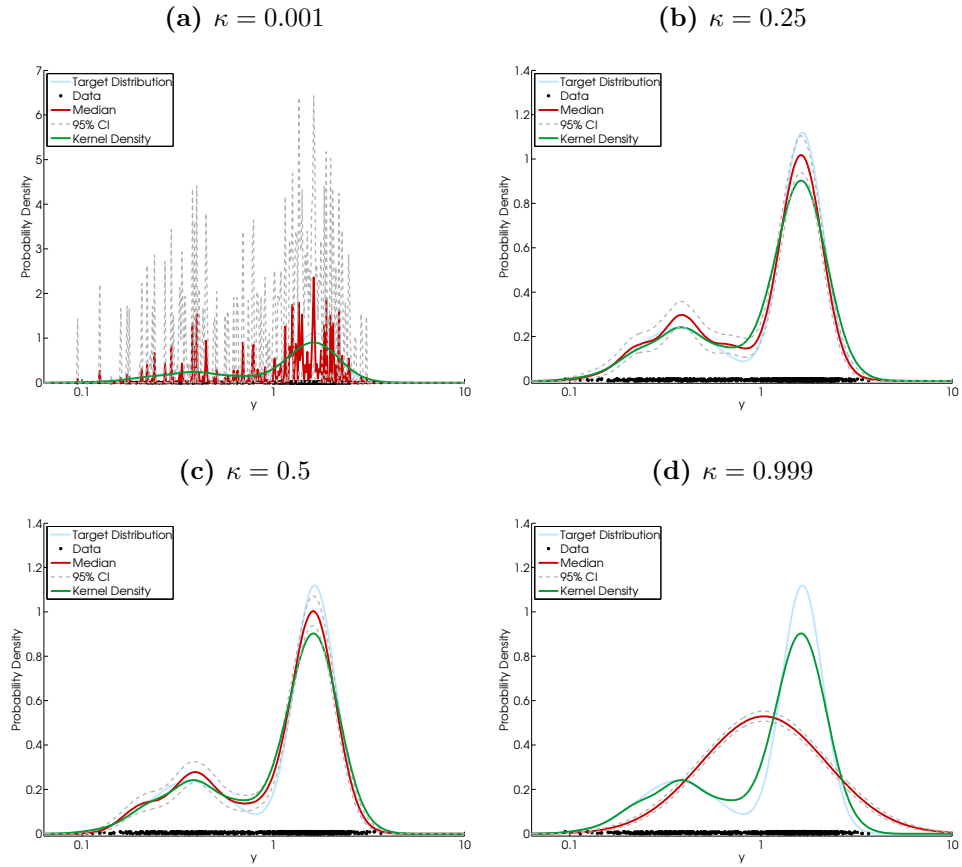 (a) κ = 0.001
7
6
5
4
3
2
1
0
Probability Density
Target Distribution
Data
Median
95% CI
Kernel Density
0.1
1
10
y
(b) κ = 0.25
1.4
1.2
1
0.8
0.6
0.4
0.2
0
Probability Density
Target Distribution
Data
Median
95% CI
Kernel Density
0.1
1
10
y
(c) κ = 0.5
1.4
1.2
1
0.8
0.6
0.4
0.2
0
Probability Density
Target Distribution
Data
Median
95% CI
Kernel Density
0.1
1
10
y
(d) κ = 0.999
1.4
1.2
1
0.8
0.6
0.4
0.2
0
Probability Density
Target Distribution
Data
Median
95% CI
Kernel Density
0.1
1
10
y